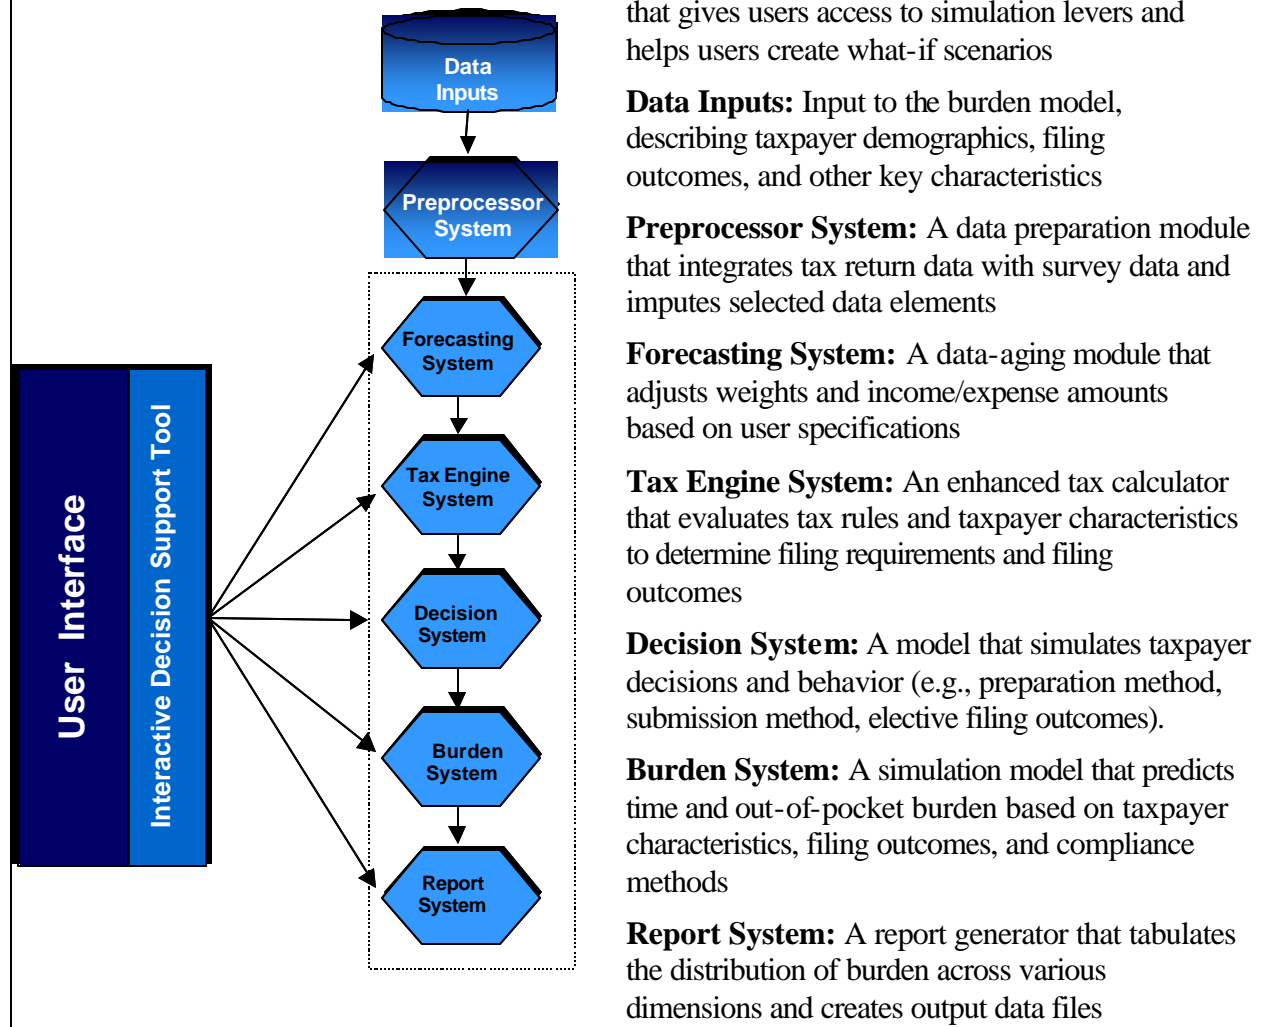 User Interface
Interactive Decision Support Tool
Data
Inputs
Preprocessor
System
Forecasting
System
Tax Engine
System
Decision
System
Burden
System
Report
System
that gives users access to simulation levers and
helps users create what-if scenarios
Data Inputs: Input to the burden model,
describing taxpayer demographics, filing
outcomes, and other key characteristics
Preprocessor System: A data preparation module
that integrates tax return data with survey data and
imputes selected data elements
Forecasting System: A data-aging module that
adjusts weights and income/expense amounts
based on user specifications
Tax Engine System: An enhanced tax calculator
that evaluates tax rules and taxpayer characteristics
to determine filing requirements and filing
outcomes
Decision System: A model that simulates taxpayer
decisions and behavior (e.g., preparation method,
submission method, elective filing outcomes).
Burden System: A simulation model that predicts
time and out-of-pocket burden based on taxpayer
characteristics, filing outcomes, and compliance
methods
Report System: A report generator that tabulates
the distribution of burden across various
dimensions and creates output data files